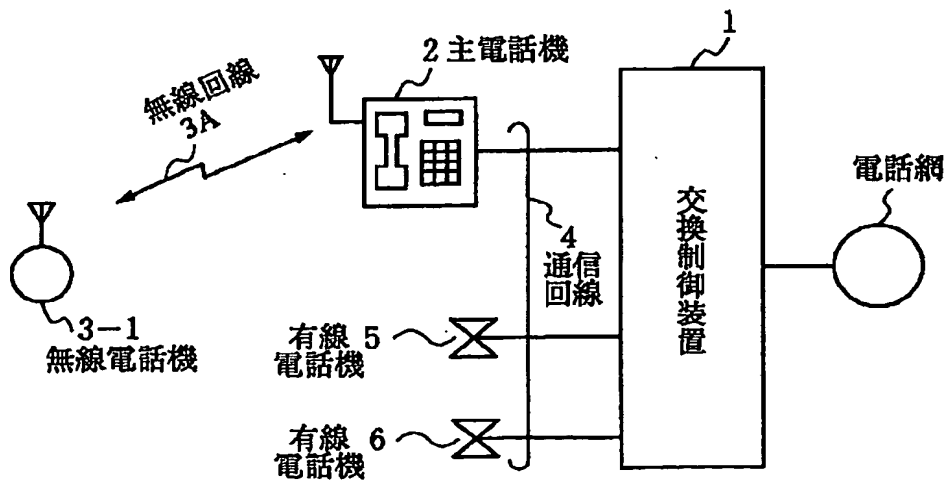 1
2 主電話機
無線回線
3A
電話網
交換制御装置
4
通信
回線
3-1
無線電話機
有線 5
電話機
有線 6
電話機